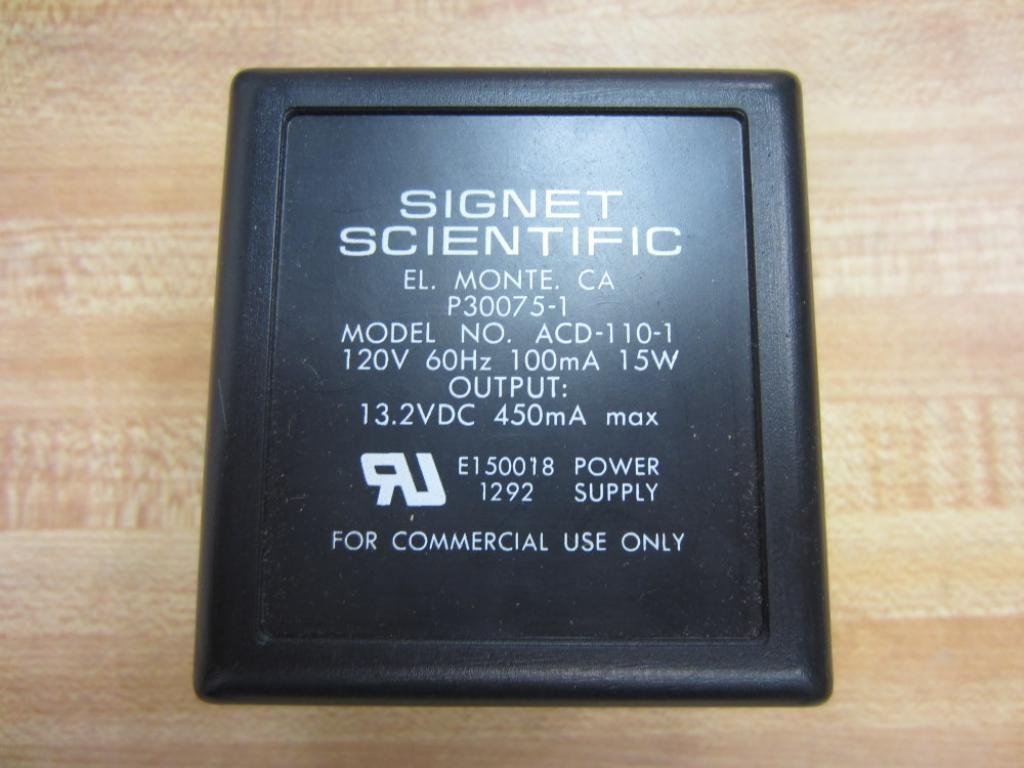 SIGNET
SCIENTIFIC
EL. MONTE. CA
P30075-1
MODEL NO. ACD-110-1
120V 60Hz 100mA 15W
OUTPUT:
13.2VDC 450mA max
RU E150018 POWER
1292 SUPPLY
FOR COMMERCIAL USE ONLY